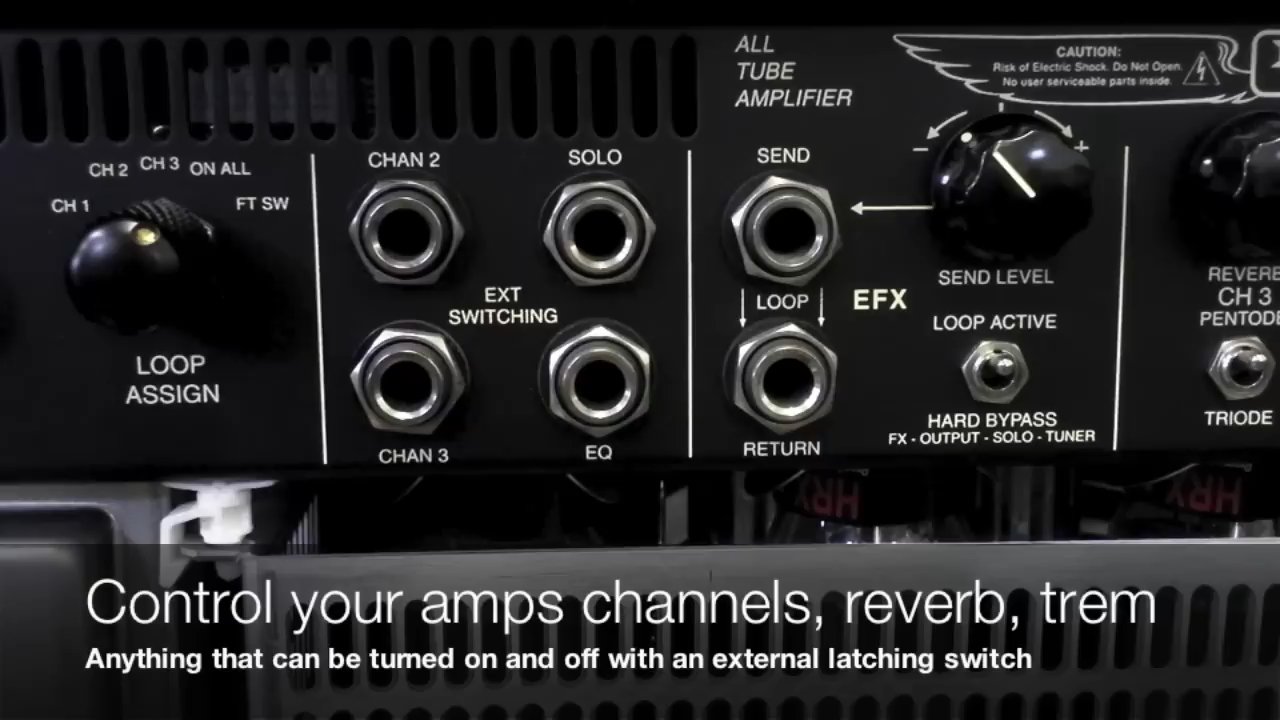 ALL
TUBE
AMPLIFIER
CAUTION:
Risk of Electric Shock. Do Not Open.
No user serviceable parts inside.
− +
CH 1 CH 2 CH 3 ON ALL FT SW
LOOP
ASSIGN
CHAN 2 SOLO
EXT
SWITCHING
CHAN 3 EQ
SEND
LOOP
RETURN
EFX
SEND LEVEL
LOOP ACTIVE
HARD BYPASS
FX - OUTPUT - SOLO - TUNER
REVERB
CH 3
PENTODE
TRIODE
Control your amps channels, reverb, trem
Anything that can be turned on and off with an external latching switch